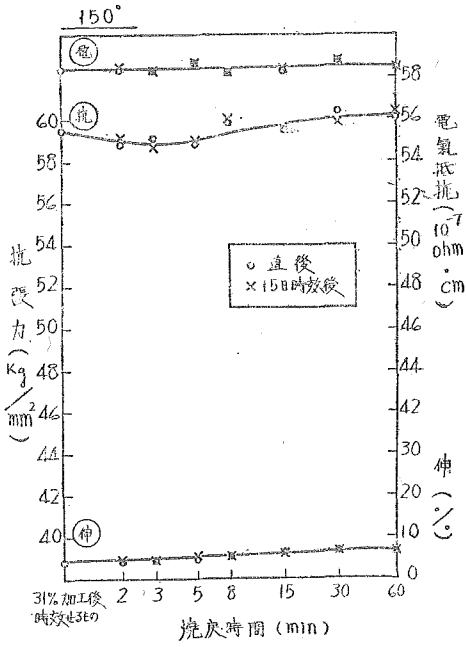 150°
電
抗
伸
60
58
56
54
52
50
48
46
44
42
40
抗張力(Kg/mm²)
○ 直後
× 15日時效後
58
56
54
52
50
48
46
44
42
30
20
10
0
電氣抵抗(10⁻⁷ ohm・cm)
伸(%)
31%加工後 2 3 5 8 15 30 60
時效せるもの
燒戻時間 (min)